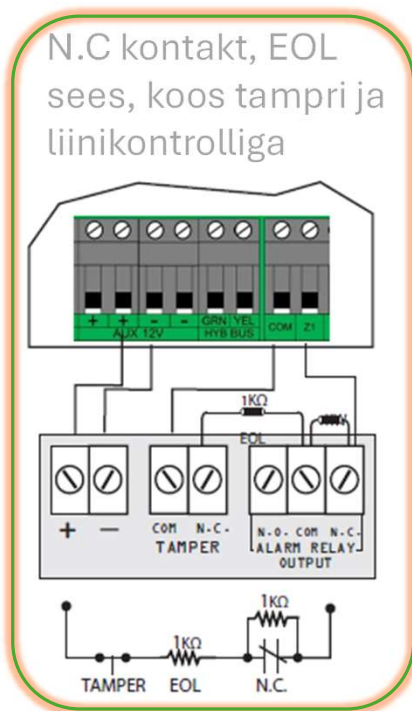 N.C kontakt, EOL
sees, koos tampri ja
liinikontrolliga
+ + - - GRN YEL COM Z1
AUX 12V HYB BUS
1KΩ
EOL
+ —
COM N.C. N.O. COM N.C.
TAMPER ALARM RELAY
OUTPUT
1KΩ
1KΩ
TAMPER EOL N.C.